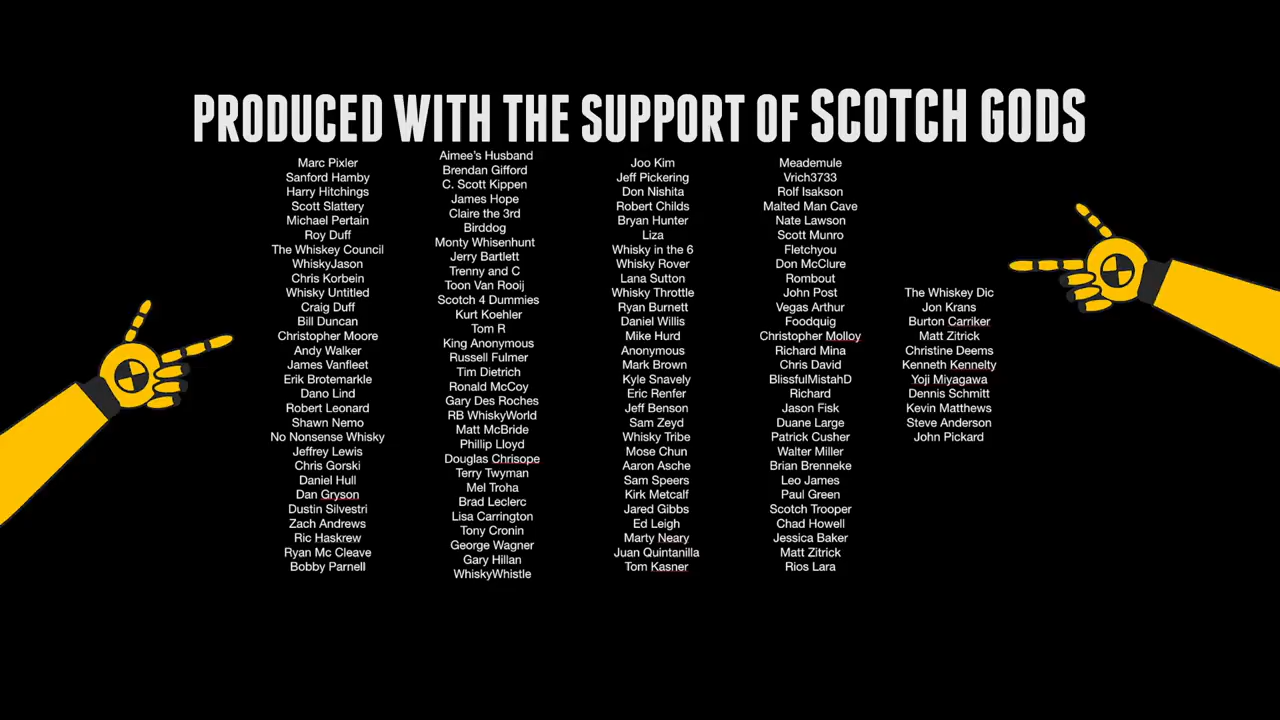 PRODUCED WITH THE SUPPORT OF SCOTCH GODS
Marc Pixler
Sanford Hamby
Harry Hitchings
Scott Slattery
Michael Pertain
Roy Duff
The Whiskey Council
WhiskyJason
Chris Korbein
Whisky Untitled
Craig Duff
Bill Duncan
Christopher Moore
Andy Walker
James Vanfleet
Erik Brotemarkle
Dano Lind
Robert Leonard
Shawn Nemo
No Nonsense Whisky
Jeffrey Lewis
Chris Gorski
Daniel Hull
Dan Gryson
Dustin Silvestri
Zach Andrews
Ric Haskrew
Ryan Mc Cleave
Bobby Parnell
Aimee's Husband
Brendan Gifford
C. Scott Kippen
James Hope
Claire the 3rd
Birddog
Monty Whisenhunt
Jerry Bartlett
Trenny and C
Toon Van Rooij
Scotch 4 Dummies
Kurt Koehler
Tom R
King Anonymous
Russell Fulmer
Tim Dietrich
Ronald McCoy
Gary Des Roches
RB WhiskyWorld
Matt McBride
Phillip Lloyd
Douglas Chrisope
Terry Twyman
Mel Troha
Brad Leclerc
Lisa Carrington
Tony Cronin
George Wagner
Gary Hillan
WhiskyWhistle
Joo Kim
Jeff Pickering
Don Nishita
Robert Childs
Bryan Hunter
Liza
Whisky in the 6
Whisky Rover
Lana Sutton
Whisky Throttle
Ryan Burnett
Daniel Willis
Mike Hurd
Anonymous
Mark Brown
Kyle Snavely
Eric Renfer
Jeff Benson
Sam Zeyd
Whisky Tribe
Mose Chun
Aaron Asche
Sam Speers
Kirk Metcalf
Jared Gibbs
Ed Leigh
Marty Neary
Juan Quintanilla
Tom Kasner
Meademule
Vrich3733
Rolf Isakson
Malted Man Cave
Nate Lawson
Scott Munro
Fletchyou
Don McClure
Rombout
John Post
Vegas Arthur
Foodquig
Christopher Molloy
Richard Mina
Chris David
BlissfulMistahD
Richard
Jason Fisk
Duane Large
Patrick Cusher
Walter Miller
Brian Brenneke
Leo James
Paul Green
Scotch Trooper
Chad Howell
Jessica Baker
Matt Zitrick
Rios Lara
The Whiskey Dic
Jon Krans
Burton Carriker
Matt Zitrick
Christine Deems
Kenneth Kennelty
Yoji Miyagawa
Dennis Schmitt
Kevin Matthews
Steve Anderson
John Pickard